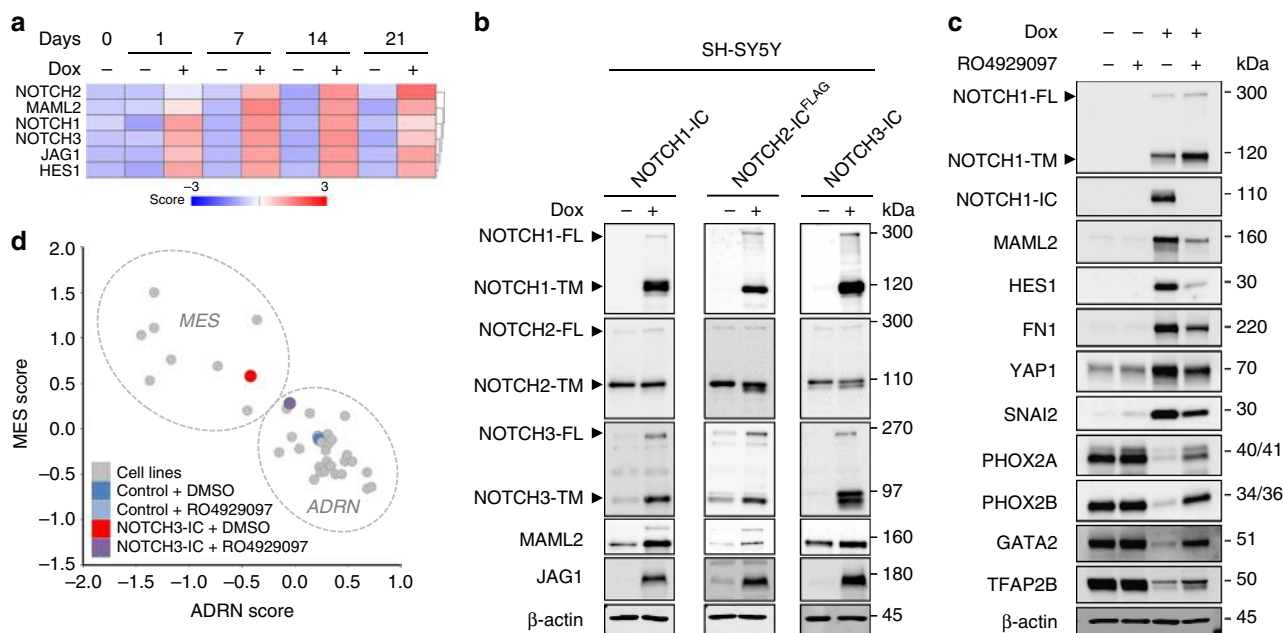 a
Days 0 1 7 14 21
Dox – – + – + – + – +
NOTCH2
MAML2
NOTCH1
NOTCH3
JAG1
HES1
–3 3
Score
b
SH-SY5Y
NOTCH1-IC
NOTCH2-IC^FLAG
NOTCH3-IC
Dox – + – + – + kDa
NOTCH1-FL 300
NOTCH1-TM 120
NOTCH2-FL 300
NOTCH2-TM 110
NOTCH3-FL 270
NOTCH3-TM 97
MAML2 160
JAG1 180
β-actin 45
c
Dox – – + +
RO4929097 – + – + kDa
NOTCH1-FL 300
NOTCH1-TM 120
NOTCH1-IC 110
MAML2 160
HES1 30
FN1 220
YAP1 70
SNAI2 30
PHOX2A 40/41
PHOX2B 34/36
GATA2 51
TFAP2B 50
β-actin 45
d
MES score
2.0
1.5
1.0
0.5
0.0
–0.5
–1.0
–1.5
MES
ADRN
Cell lines
Control + DMSO
Control + RO4929097
NOTCH3-IC + DMSO
NOTCH3-IC + RO4929097
–2.0 –1.5 –1.0 –0.5 0.0 0.5 1.0
ADRN score